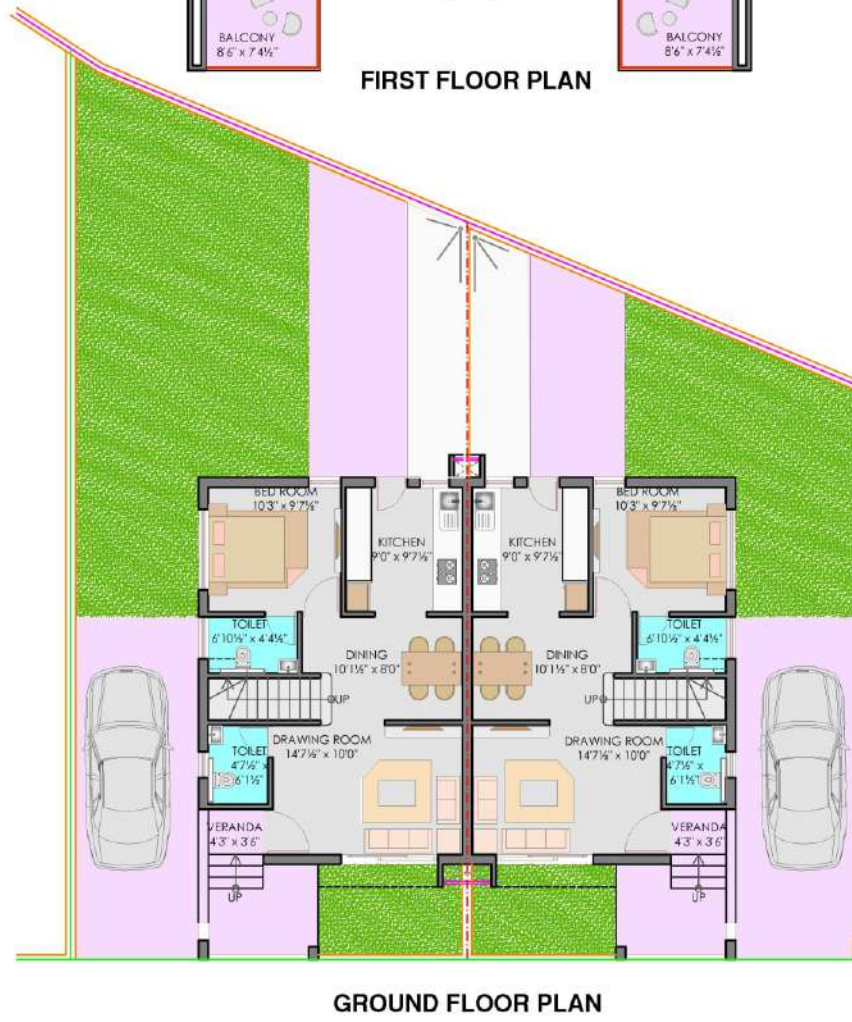 BALCONY
8'6" x 7'4½"
BALCONY
8'6" x 7'4½"
FIRST FLOOR PLAN
BED ROOM
10'3" x 9'7½"
BED ROOM
10'3" x 9'7½"
KITCHEN
9'0" x 9'7½"
KITCHEN
9'0" x 9'7½"
TOILET
6'10½" x 4'4½"
TOILET
6'10½" x 4'4½"
DINING
10'1½" x 8'0"
DINING
10'1½" x 8'0"
UP
UP
DRAWING ROOM
14'7½" x 10'0"
DRAWING ROOM
14'7½" x 10'0"
TOILET
4'7½" x
6'1½"
TOILET
4'7½" x
6'1½"
VERANDA
4'3" x 3'6"
VERANDA
4'3" x 3'6"
UP
UP
GROUND FLOOR PLAN